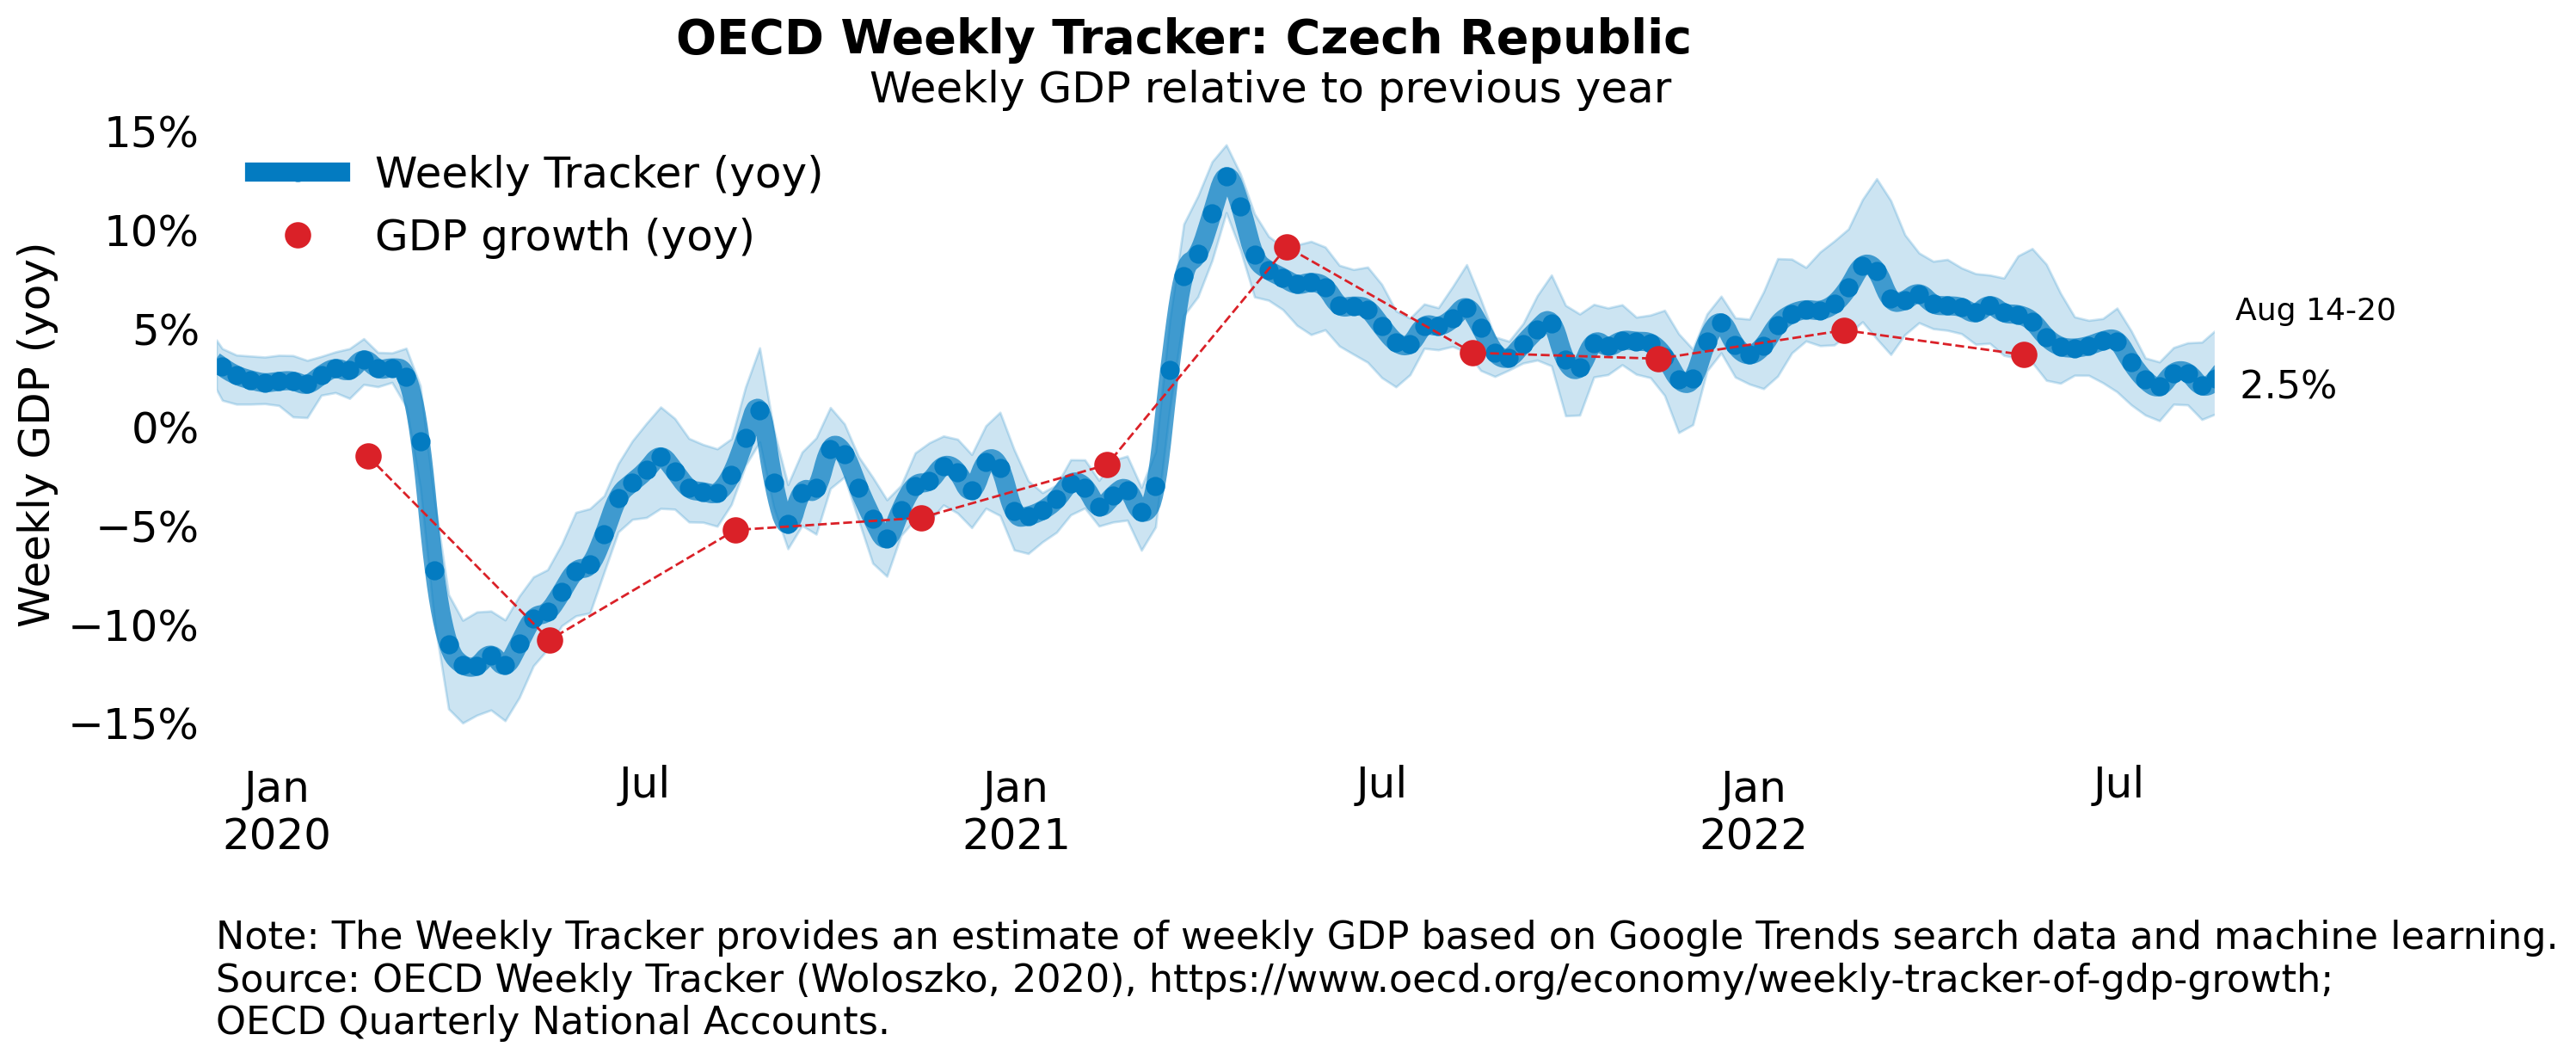 OECD Weekly Tracker: Czech Republic
Weekly GDP relative to previous year
Weekly GDP (yoy)
15%
10%
5%
0%
−5%
−10%
−15%
Weekly Tracker (yoy)
GDP growth (yoy)
Aug 14-20
2.5%
Jan
2020
Jul
Jan
2021
Jul
Jan
2022
Jul
Note: The Weekly Tracker provides an estimate of weekly GDP based on Google Trends search data and machine learning.
Source: OECD Weekly Tracker (Woloszko, 2020), https://www.oecd.org/economy/weekly-tracker-of-gdp-growth;
OECD Quarterly National Accounts.